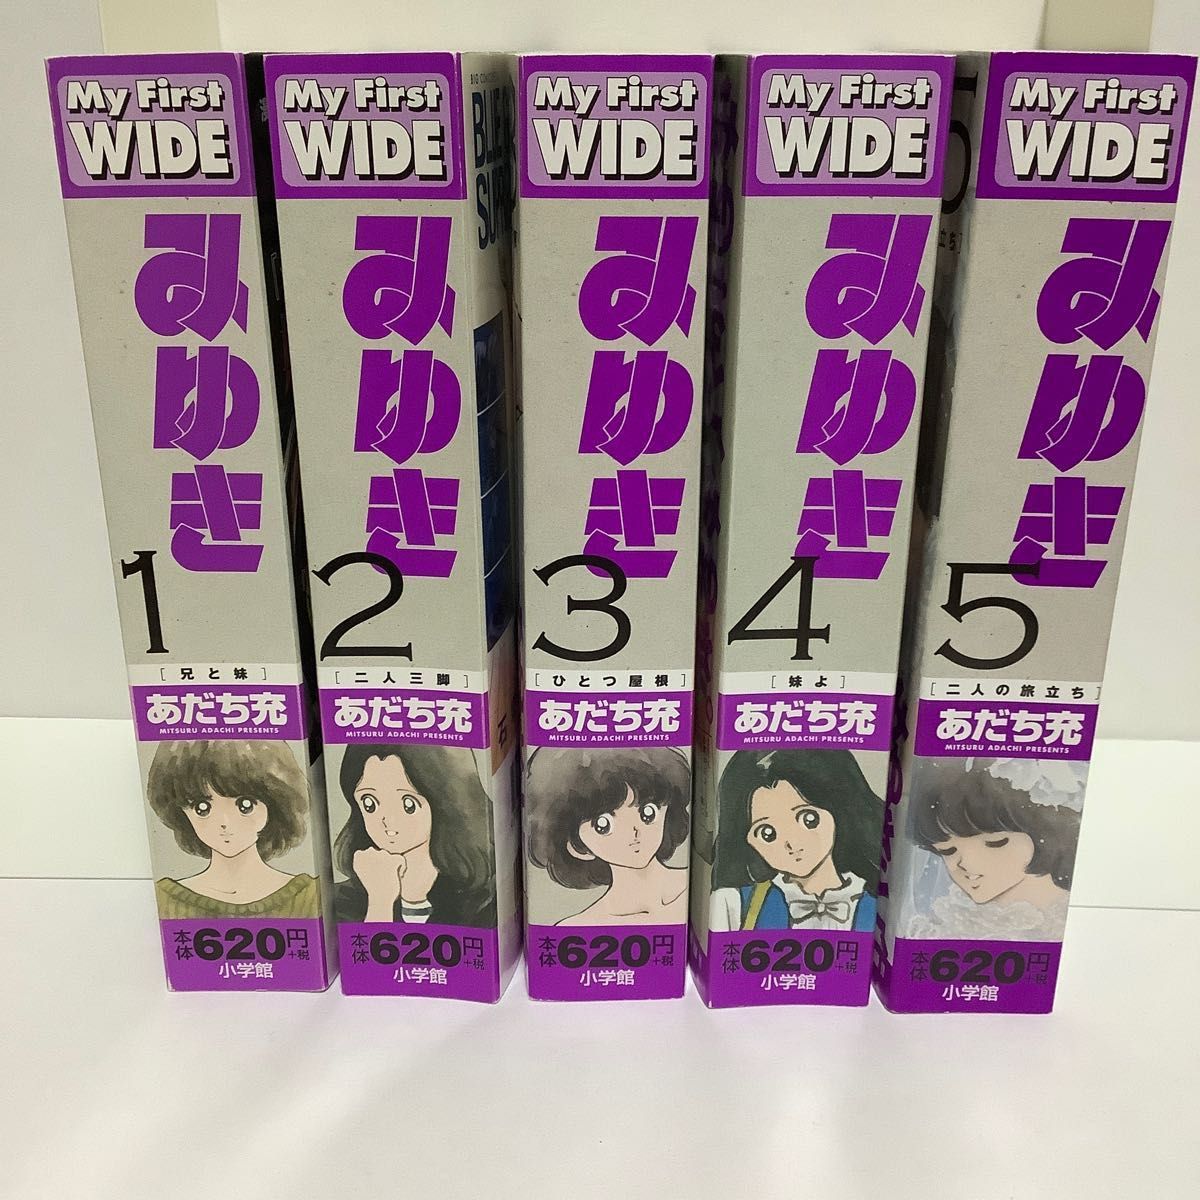 My First
WIDE
みゆき
1
[兄と妹]
あだち充
MITSURU ADACHI PRESENTS
本体620円
+税
小学館
My First
WIDE
みゆき
2
[二人三脚]
あだち充
MITSURU ADACHI PRESENTS
本体620円
+税
小学館
My First
WIDE
みゆき
3
[ひとつ屋根]
あだち充
MITSURU ADACHI PRESENTS
本体620円
+税
小学館
My First
WIDE
みゆき
4
[妹よ]
あだち充
MITSURU ADACHI PRESENTS
本体620円
+税
小学館
My First
WIDE
みゆき
5
[二人の旅立ち]
あだち充
MITSURU ADACHI PRESENTS
本体620円
+税
小学館